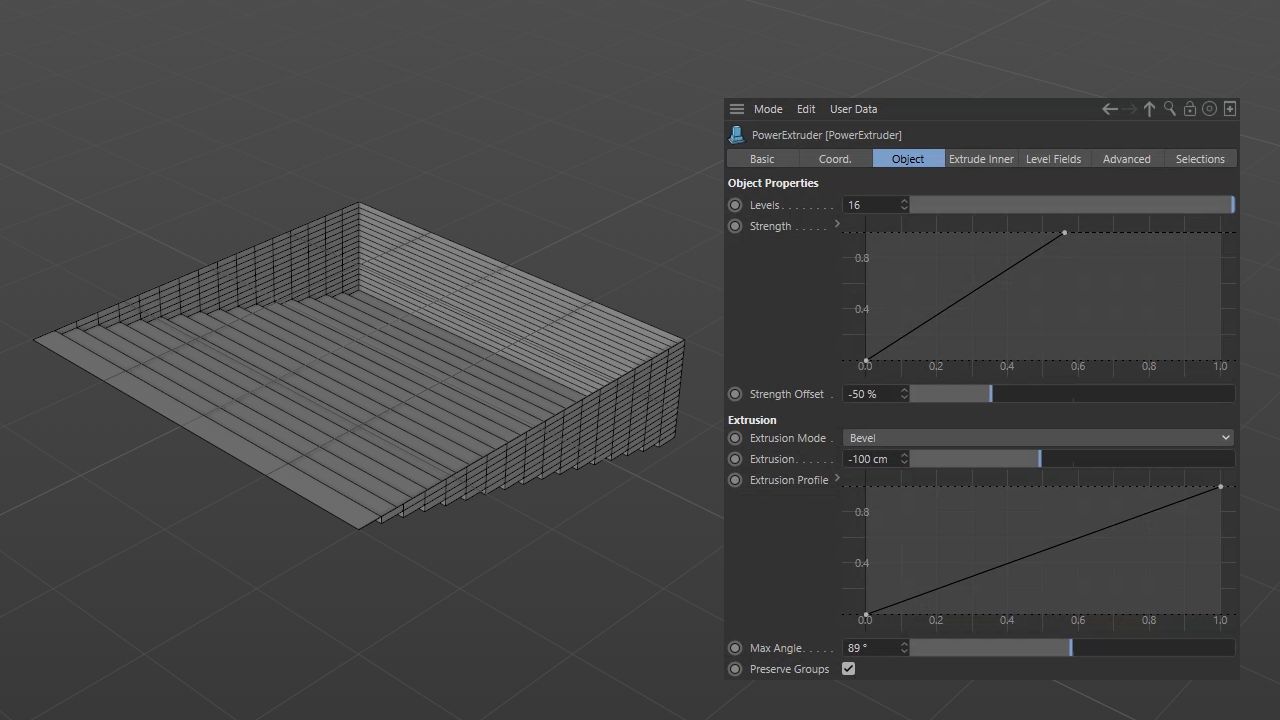 Mode Edit User Data
PowerExtruder [PowerExtruder]
Basic Coord. Object Extrude Inner Level Fields Advanced Selections
Object Properties
Levels . . . . . . . . 16
Strength . . . . .
0.8
0.4
0.0 0.2 0.4 0.6 0.8 1.0
Strength Offset . -50 %
Extrusion
Extrusion Mode . Bevel
Extrusion. . . . . . -100 cm
Extrusion Profile
0.8
0.4
0.0 0.2 0.4 0.6 0.8 1.0
Max Angle. . . . . 89 °
Preserve Groups